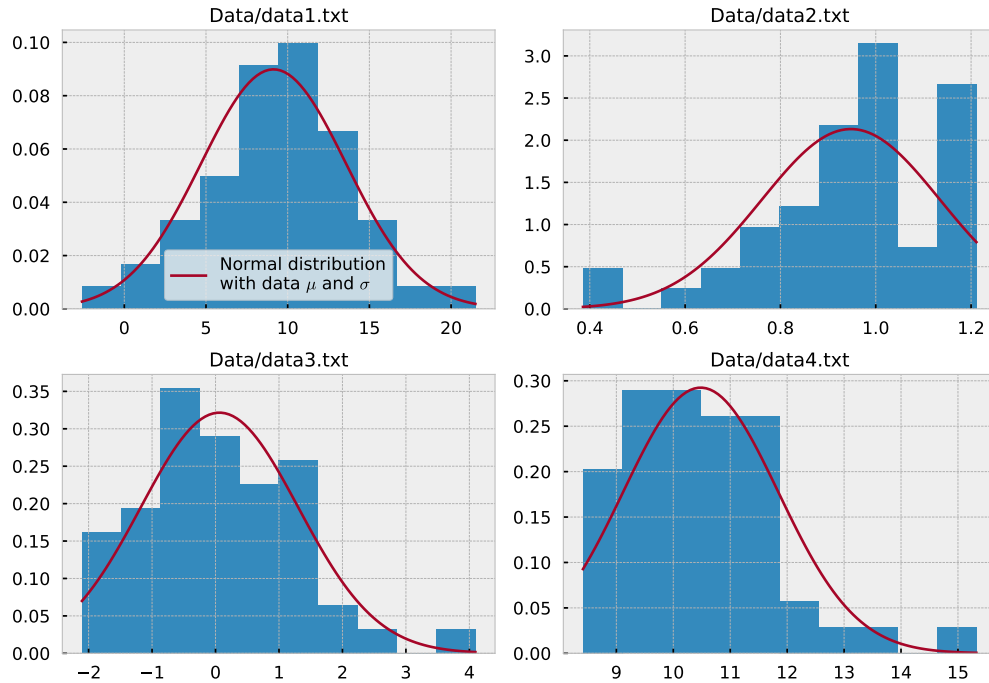 Data/data1.txt
0.10
0.08
0.06
0.04
0.02
0.00
Normal distribution
with data μ and σ
0 5 10 15 20
Data/data2.txt
3.0
2.5
2.0
1.5
1.0
0.5
0.0
0.4 0.6 0.8 1.0 1.2
Data/data3.txt
0.35
0.30
0.25
0.20
0.15
0.10
0.05
0.00
−2 −1 0 1 2 3 4
Data/data4.txt
0.30
0.25
0.20
0.15
0.10
0.05
0.00
9 10 11 12 13 14 15